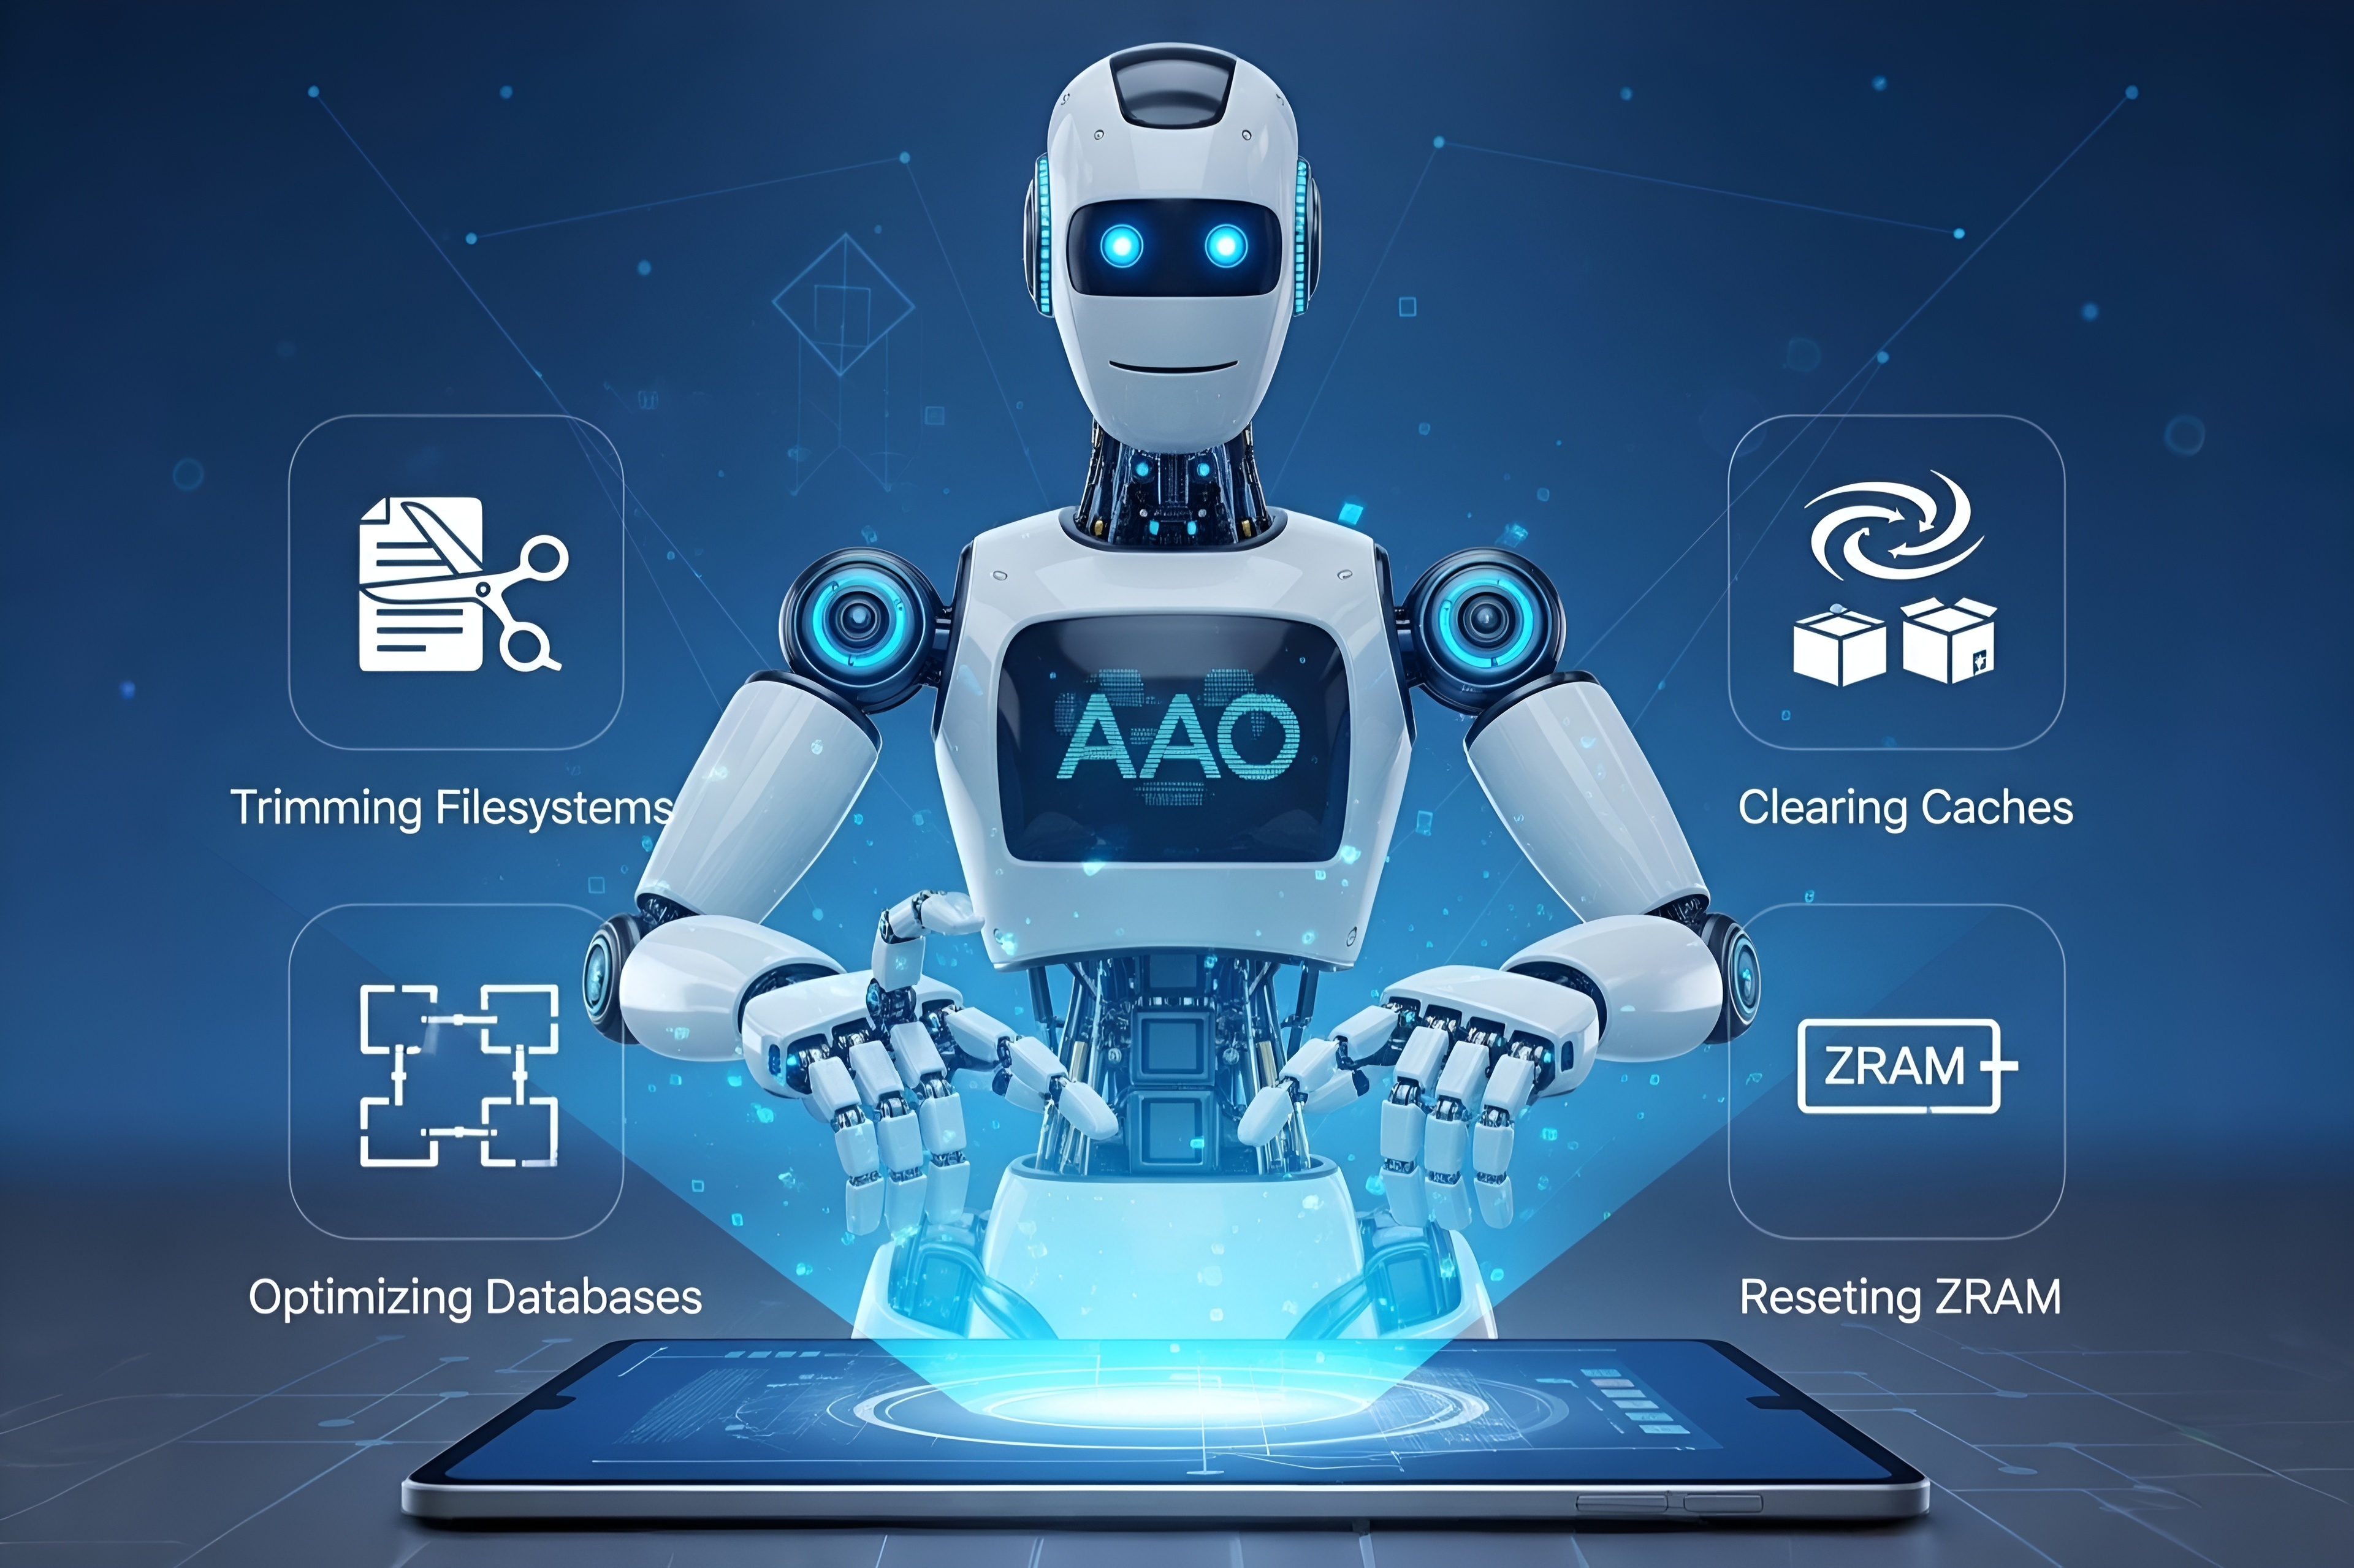 AAO
Trimming Filesystems
Clearing Caches
ZRAM
Optimizing Databases
Reseting ZRAM